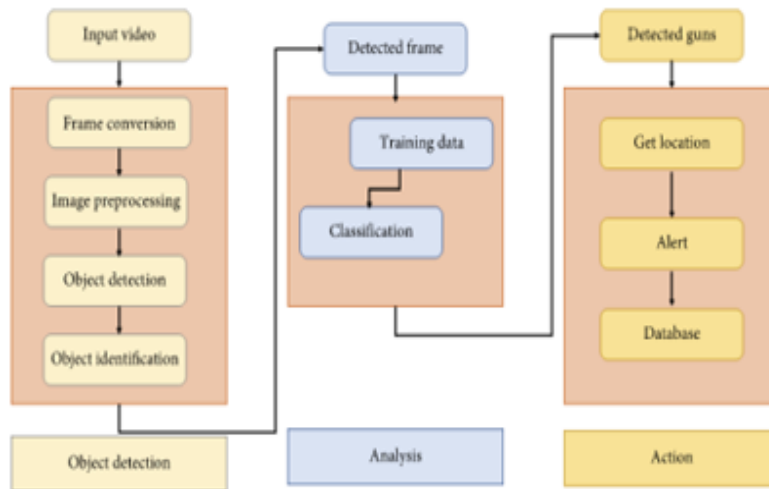 Input video
Frame conversion
Image preprocessing
Object detection
Object identification
Object detection
Detected frame
Training data
Classification
Analysis
Detected guns
Get location
Alert
Database
Action